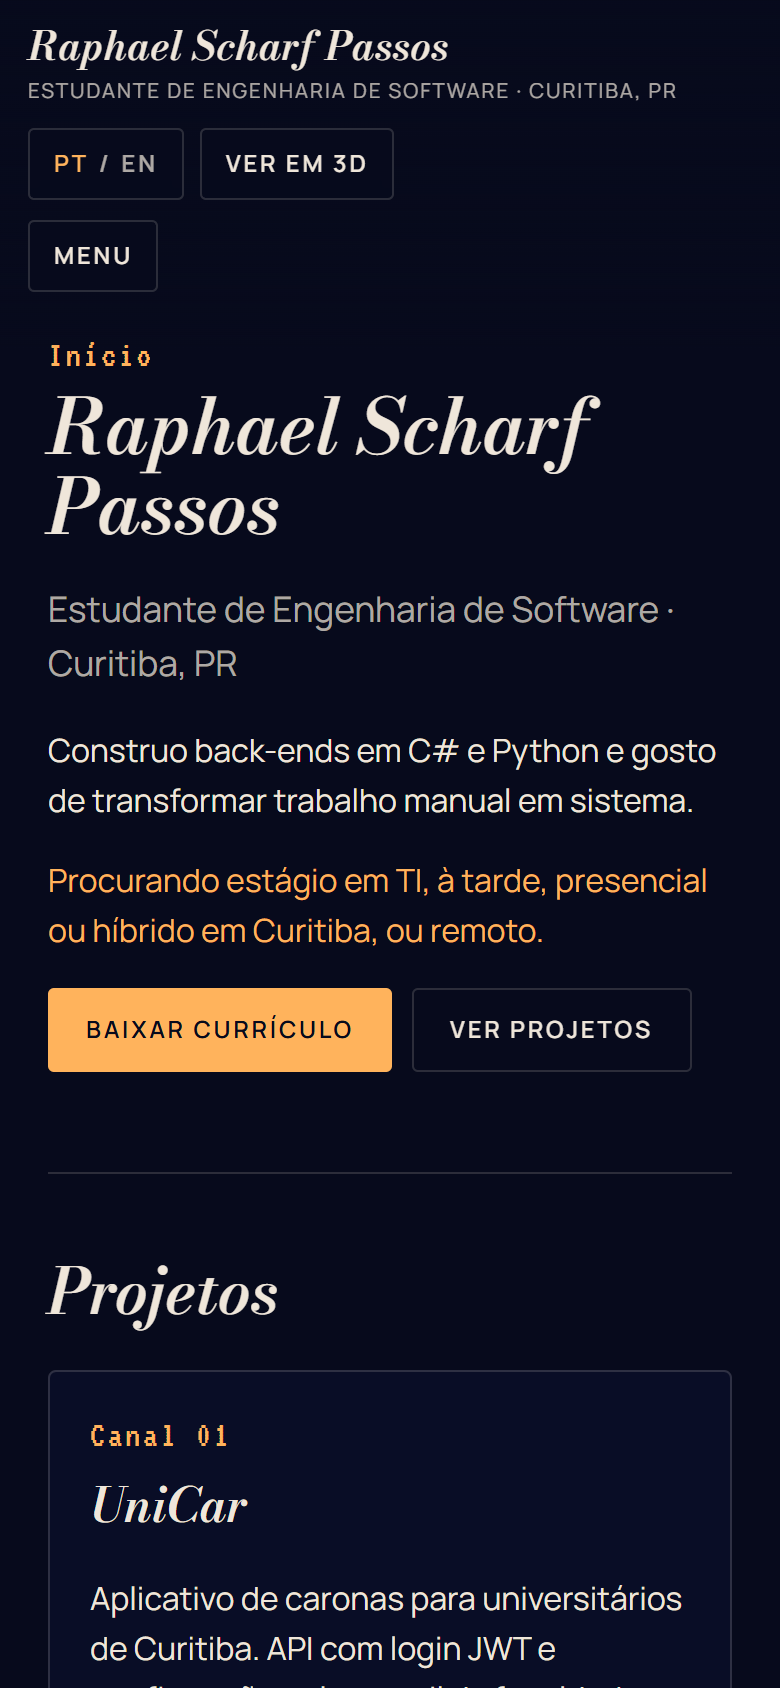 Raphael Scharf Passos
ESTUDANTE DE ENGENHARIA DE SOFTWARE · CURITIBA, PR
PT / EN
VER EM 3D
MENU
Início
Raphael Scharf
Passos
Estudante de Engenharia de Software ·
Curitiba, PR
Construo back-ends em C# e Python e gosto
de transformar trabalho manual em sistema.
Procurando estágio em TI, à tarde, presencial
ou híbrido em Curitiba, ou remoto.
BAIXAR CURRÍCULO
VER PROJETOS
Projetos
Canal 01
UniCar
Aplicativo de caronas para universitários
de Curitiba. API com login JWT e